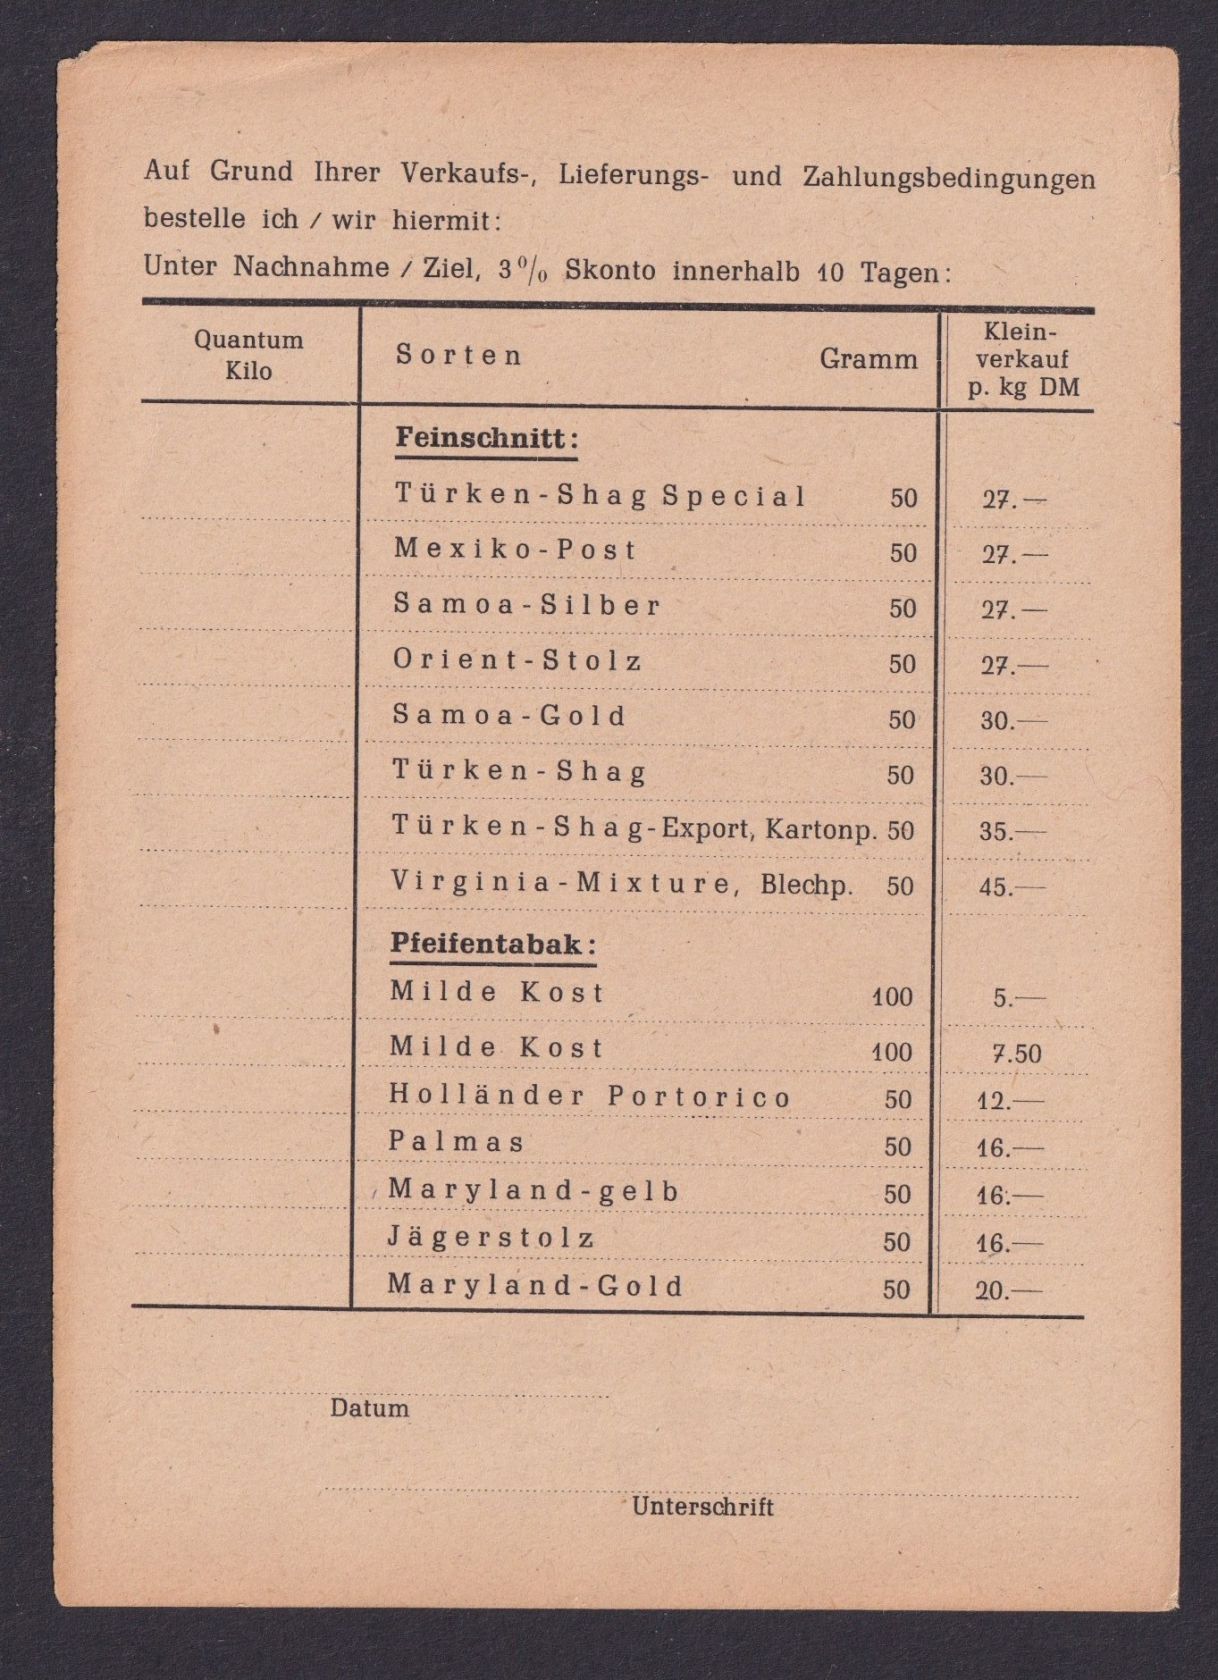 Auf Grund Ihrer Verkaufs-, Lieferungs- und Zahlungsbedingungen
bestelle ich / wir hiermit:
Unter Nachnahme / Ziel, 3% Skonto innerhalb 10 Tagen:
Quantum Kilo Sorten Gramm Klein-verkauf p. kg DM
Feinschnitt:
Türken-Shag Special 50 27.—
Mexiko-Post 50 27.—
Samoa-Silber 50 27.—
Orient-Stolz 50 27.—
Samoa-Gold 50 30.—
Türken-Shag 50 30.—
Türken-Shag-Export, Kartonp. 50 35.—
Virginia-Mixture, Blechp. 50 45.—
Pfeifentabak:
Milde Kost 100 5.—
Milde Kost 100 7.50
Holländer Portorico 50 12.—
Palmas 50 16.—
Maryland-gelb 50 16.—
Jägerstolz 50 16.—
Maryland-Gold 50 20.—
Datum
Unterschrift